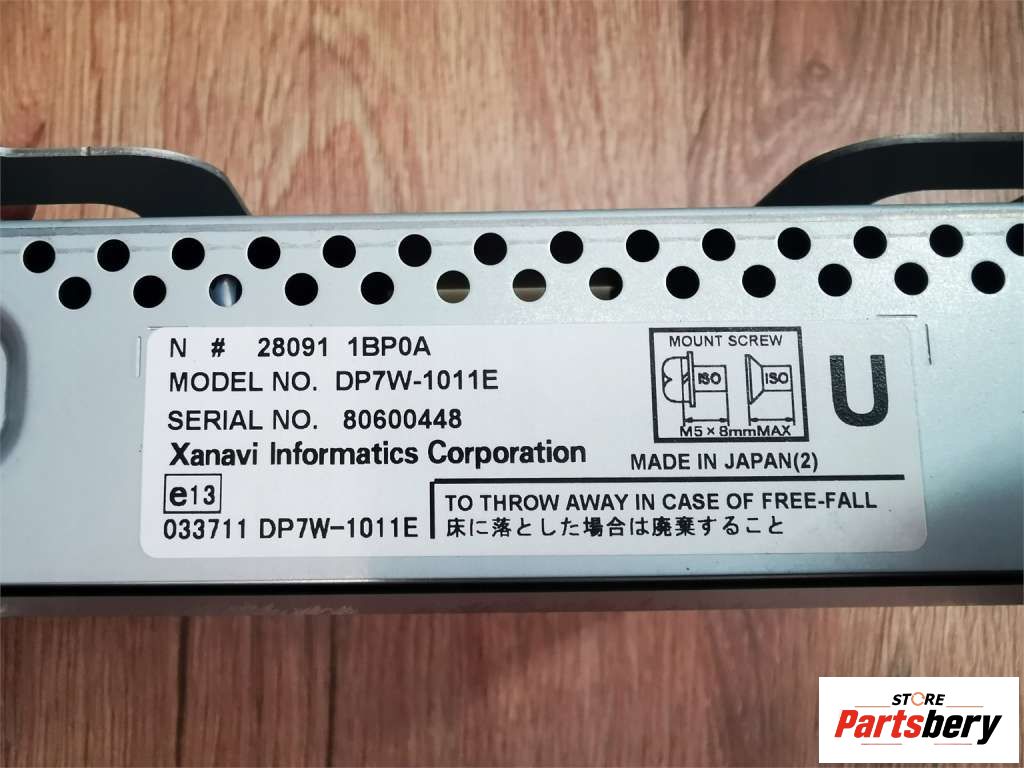 N # 28091 1BP0A
MODEL NO. DP7W-1011E
SERIAL NO. 80600448
Xanavi Informatics Corporation
MOUNT SCREW
ISO ISO
M5×8mmMAX
U
MADE IN JAPAN(2)
e13
033711 DP7W-1011E
TO THROW AWAY IN CASE OF FREE-FALL
床に落とした場合は廃棄すること
STORE
Partsbery